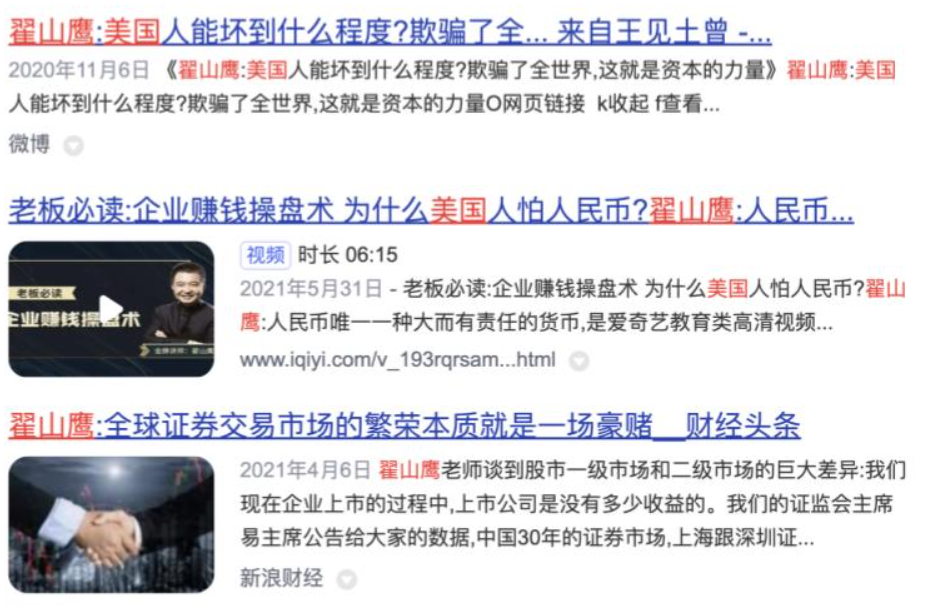 翟山鹰:美国人能坏到什么程度?欺骗了全... 来自王见土曾 -...
2020年11月6日 《翟山鹰:美国人能坏到什么程度?欺骗了全世界,这就是资本的力量》翟山鹰:美国
人能坏到什么程度?欺骗了全世界,这就是资本的力量O网页链接 k收起 f查看...
微博
老板必读:企业赚钱操盘术 为什么美国人怕人民币?翟山鹰:人民币...
老板必读
企业赚钱操盘术
视频 时长 06:15
2021年5月31日 - 老板必读:企业赚钱操盘术 为什么美国人怕人民币?翟山
鹰:人民币唯一一种大而有责任的货币,是爱奇艺教育类高清视频...
www.iqiyi.com/v_193rqrsam...html
翟山鹰:全球证券交易市场的繁荣本质就是一场豪赌__财经头条
2021年4月6日 翟山鹰老师谈到股市一级市场和二级市场的巨大差异:我们
现在企业上市的过程中,上市公司是没有多少收益的。我们的证监会主席
易主席公告给大家的数据,中国30年的证券市场,上海跟深圳证...
新浪财经